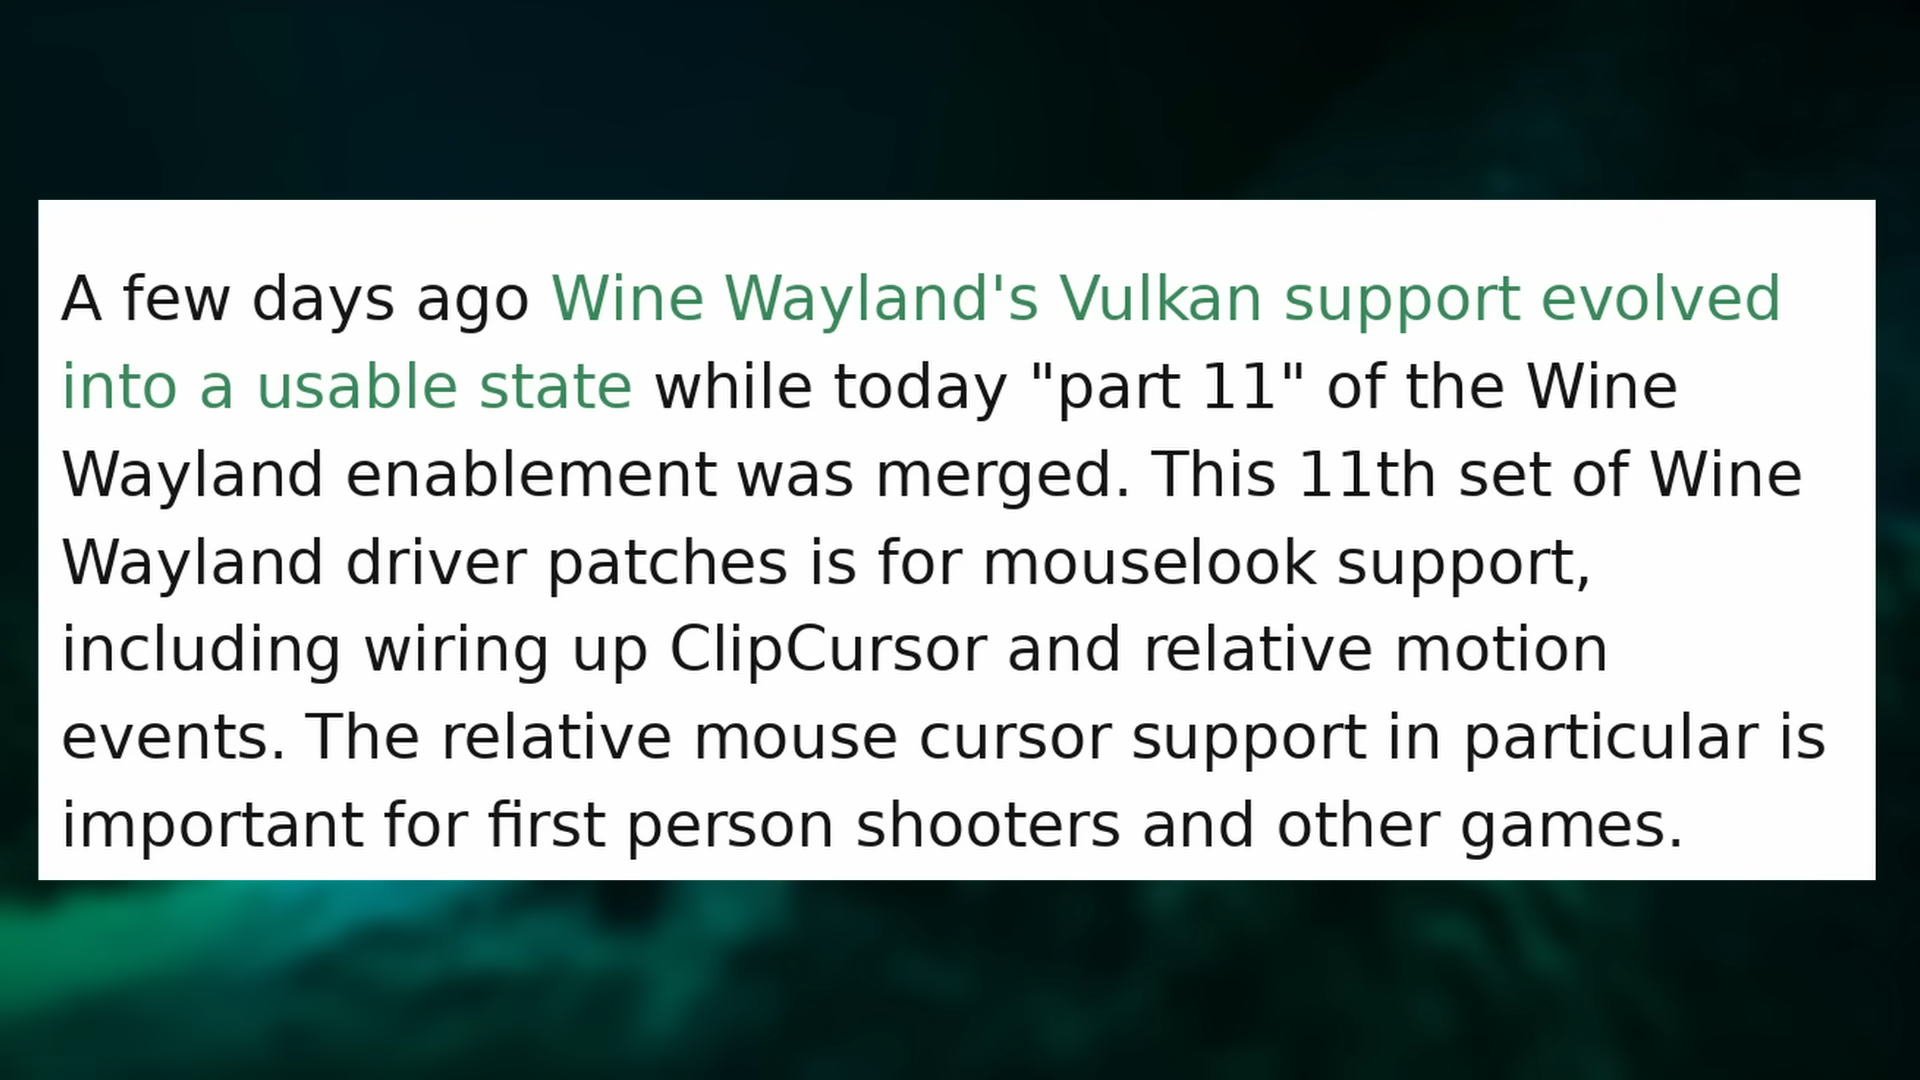 A few days ago Wine Wayland's Vulkan support evolved
into a usable state while today "part 11" of the Wine
Wayland enablement was merged. This 11th set of Wine
Wayland driver patches is for mouselook support,
including wiring up ClipCursor and relative motion
events. The relative mouse cursor support in particular is
important for first person shooters and other games.